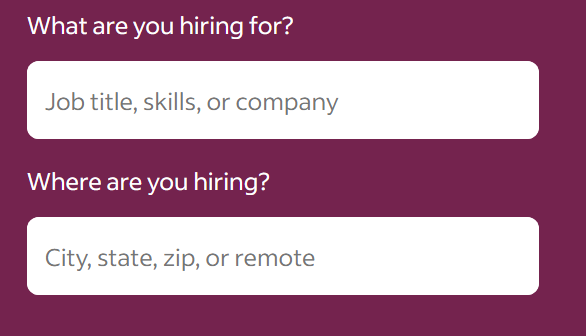 What are you hiring for?
Job title, skills, or company
Where are you hiring?
City, state, zip, or remote